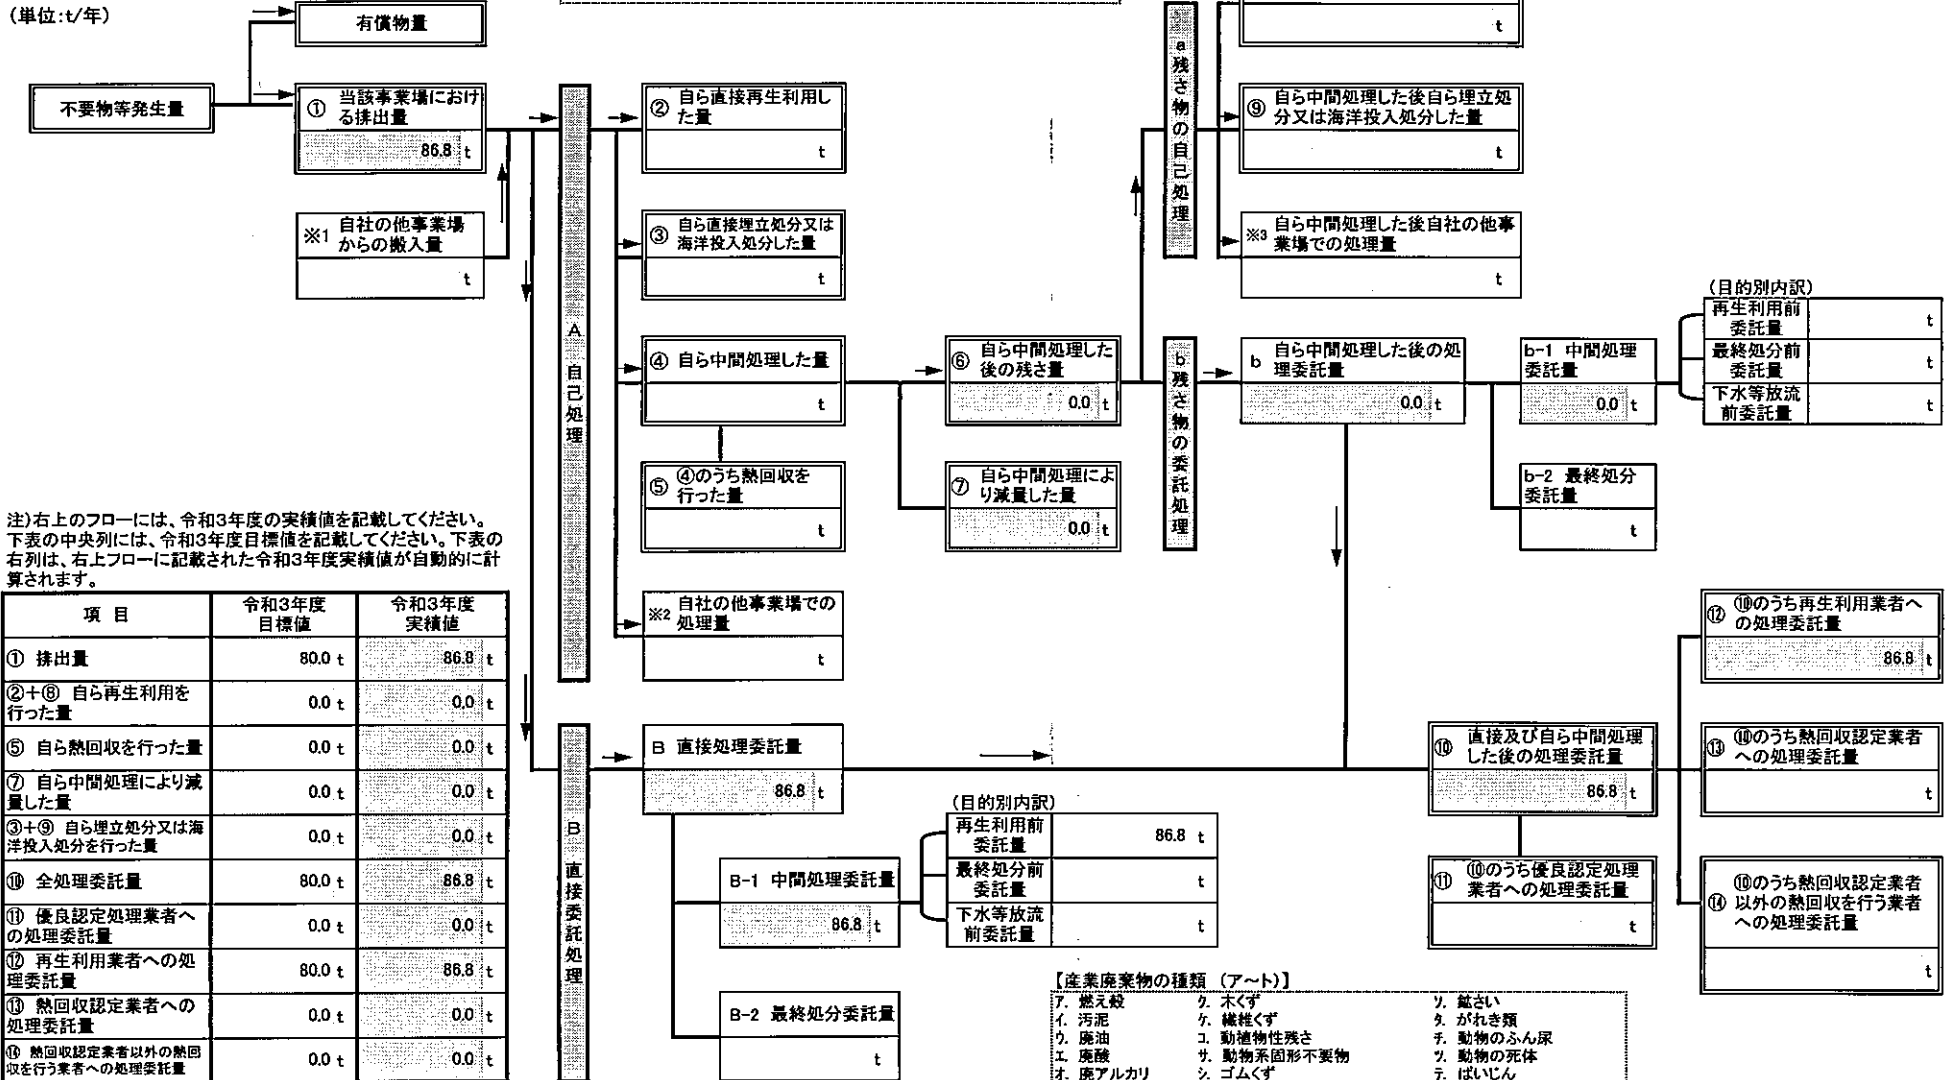 (単位:t/年)
有償物量
不要物等発生量
① 当該事業場におけ
る排出量
86.8 t
※1 自社の他事業場
からの搬入量
t
A 自己処理
② 自ら直接再生利用し
た量
t
③ 自ら直接埋立処分又は
海洋投入処分した量
t
④ 自ら中間処理した量
t
⑤ ④のうち熱回収を
行った量
t
※2 自社の他事業場での
処理量
t
⑥ 自ら中間処理した
後の残さ量
0.0 t
⑦ 自ら中間処理によ
り減量した量
0.0 t
a 残さ物の自己処理
t
⑨ 自ら中間処理した後自ら埋立処
分又は海洋投入処分した量
t
※3 自ら中間処理した後自社の他事
業場での処理量
t
b 残さ物の委託処理
b 自ら中間処理した後の処
理委託量
0.0 t
b-1 中間処理
委託量
0.0 t
(目的別内訳)
再生利用前
委託量 t
最終処分前
委託量 t
下水等放流
前委託量 t
b-2 最終処分
委託量
t
注)右上のフローには、令和3年度の実績値を記載してください。
下表の中央列には、令和3年度目標値を記載してください。下表の
右列は、右上フローに記載された令和3年度実績値が自動的に計
算されます。
項 目 令和3年度 目標値 令和3年度 実績値
① 排出量 80.0 t 86.8 t
②+⑧ 自ら再生利用を
行った量 0.0 t 0.0 t
⑤ 自ら熱回収を行った量 0.0 t 0.0 t
⑦ 自ら中間処理により減
量した量 0.0 t 0.0 t
③+⑨ 自ら埋立処分又は海
洋投入処分を行った量 0.0 t 0.0 t
⑩ 全処理委託量 80.0 t 86.8 t
⑪ 優良認定処理業者へ
の処理委託量 0.0 t 0.0 t
⑫ 再生利用業者への処
理委託量 80.0 t 86.8 t
⑬ 熱回収認定業者への
処理委託量 0.0 t 0.0 t
⑭ 熱回収認定業者以外の熱回
収を行う業者への処理委託量 0.0 t 0.0 t
B 直接委託処理
B 直接処理委託量
86.8 t
B-1 中間処理委託量
86.8 t
(目的別内訳)
再生利用前
委託量 86.8 t
最終処分前
委託量 t
下水等放流
前委託量 t
B-2 最終処分委託量
t
⑩ 直接及び自ら中間処理
した後の処理委託量
86.8 t
⑪ ⑩のうち優良認定処理
業者への処理委託量
t
⑫ ⑩のうち再生利用業者へ
の処理委託量
86.8 t
⑬ ⑩のうち熱回収認定業者
への処理委託量
t
⑭ ⑩のうち熱回収認定業者
以外の熱回収を行う業者
への処理委託量
t
【産業廃棄物の種類 (ア~ト)】
ア. 燃え殻 ク. 木くず ソ. 鉱さい
イ. 汚泥 ケ. 繊維くず タ. がれき類
ウ. 廃油 コ. 動植物性残さ チ. 動物のふん尿
エ. 廃酸 サ. 動物系固形不要物 ツ. 動物の死体
オ. 廃アルカリ シ. ゴムくず テ. ばいじん